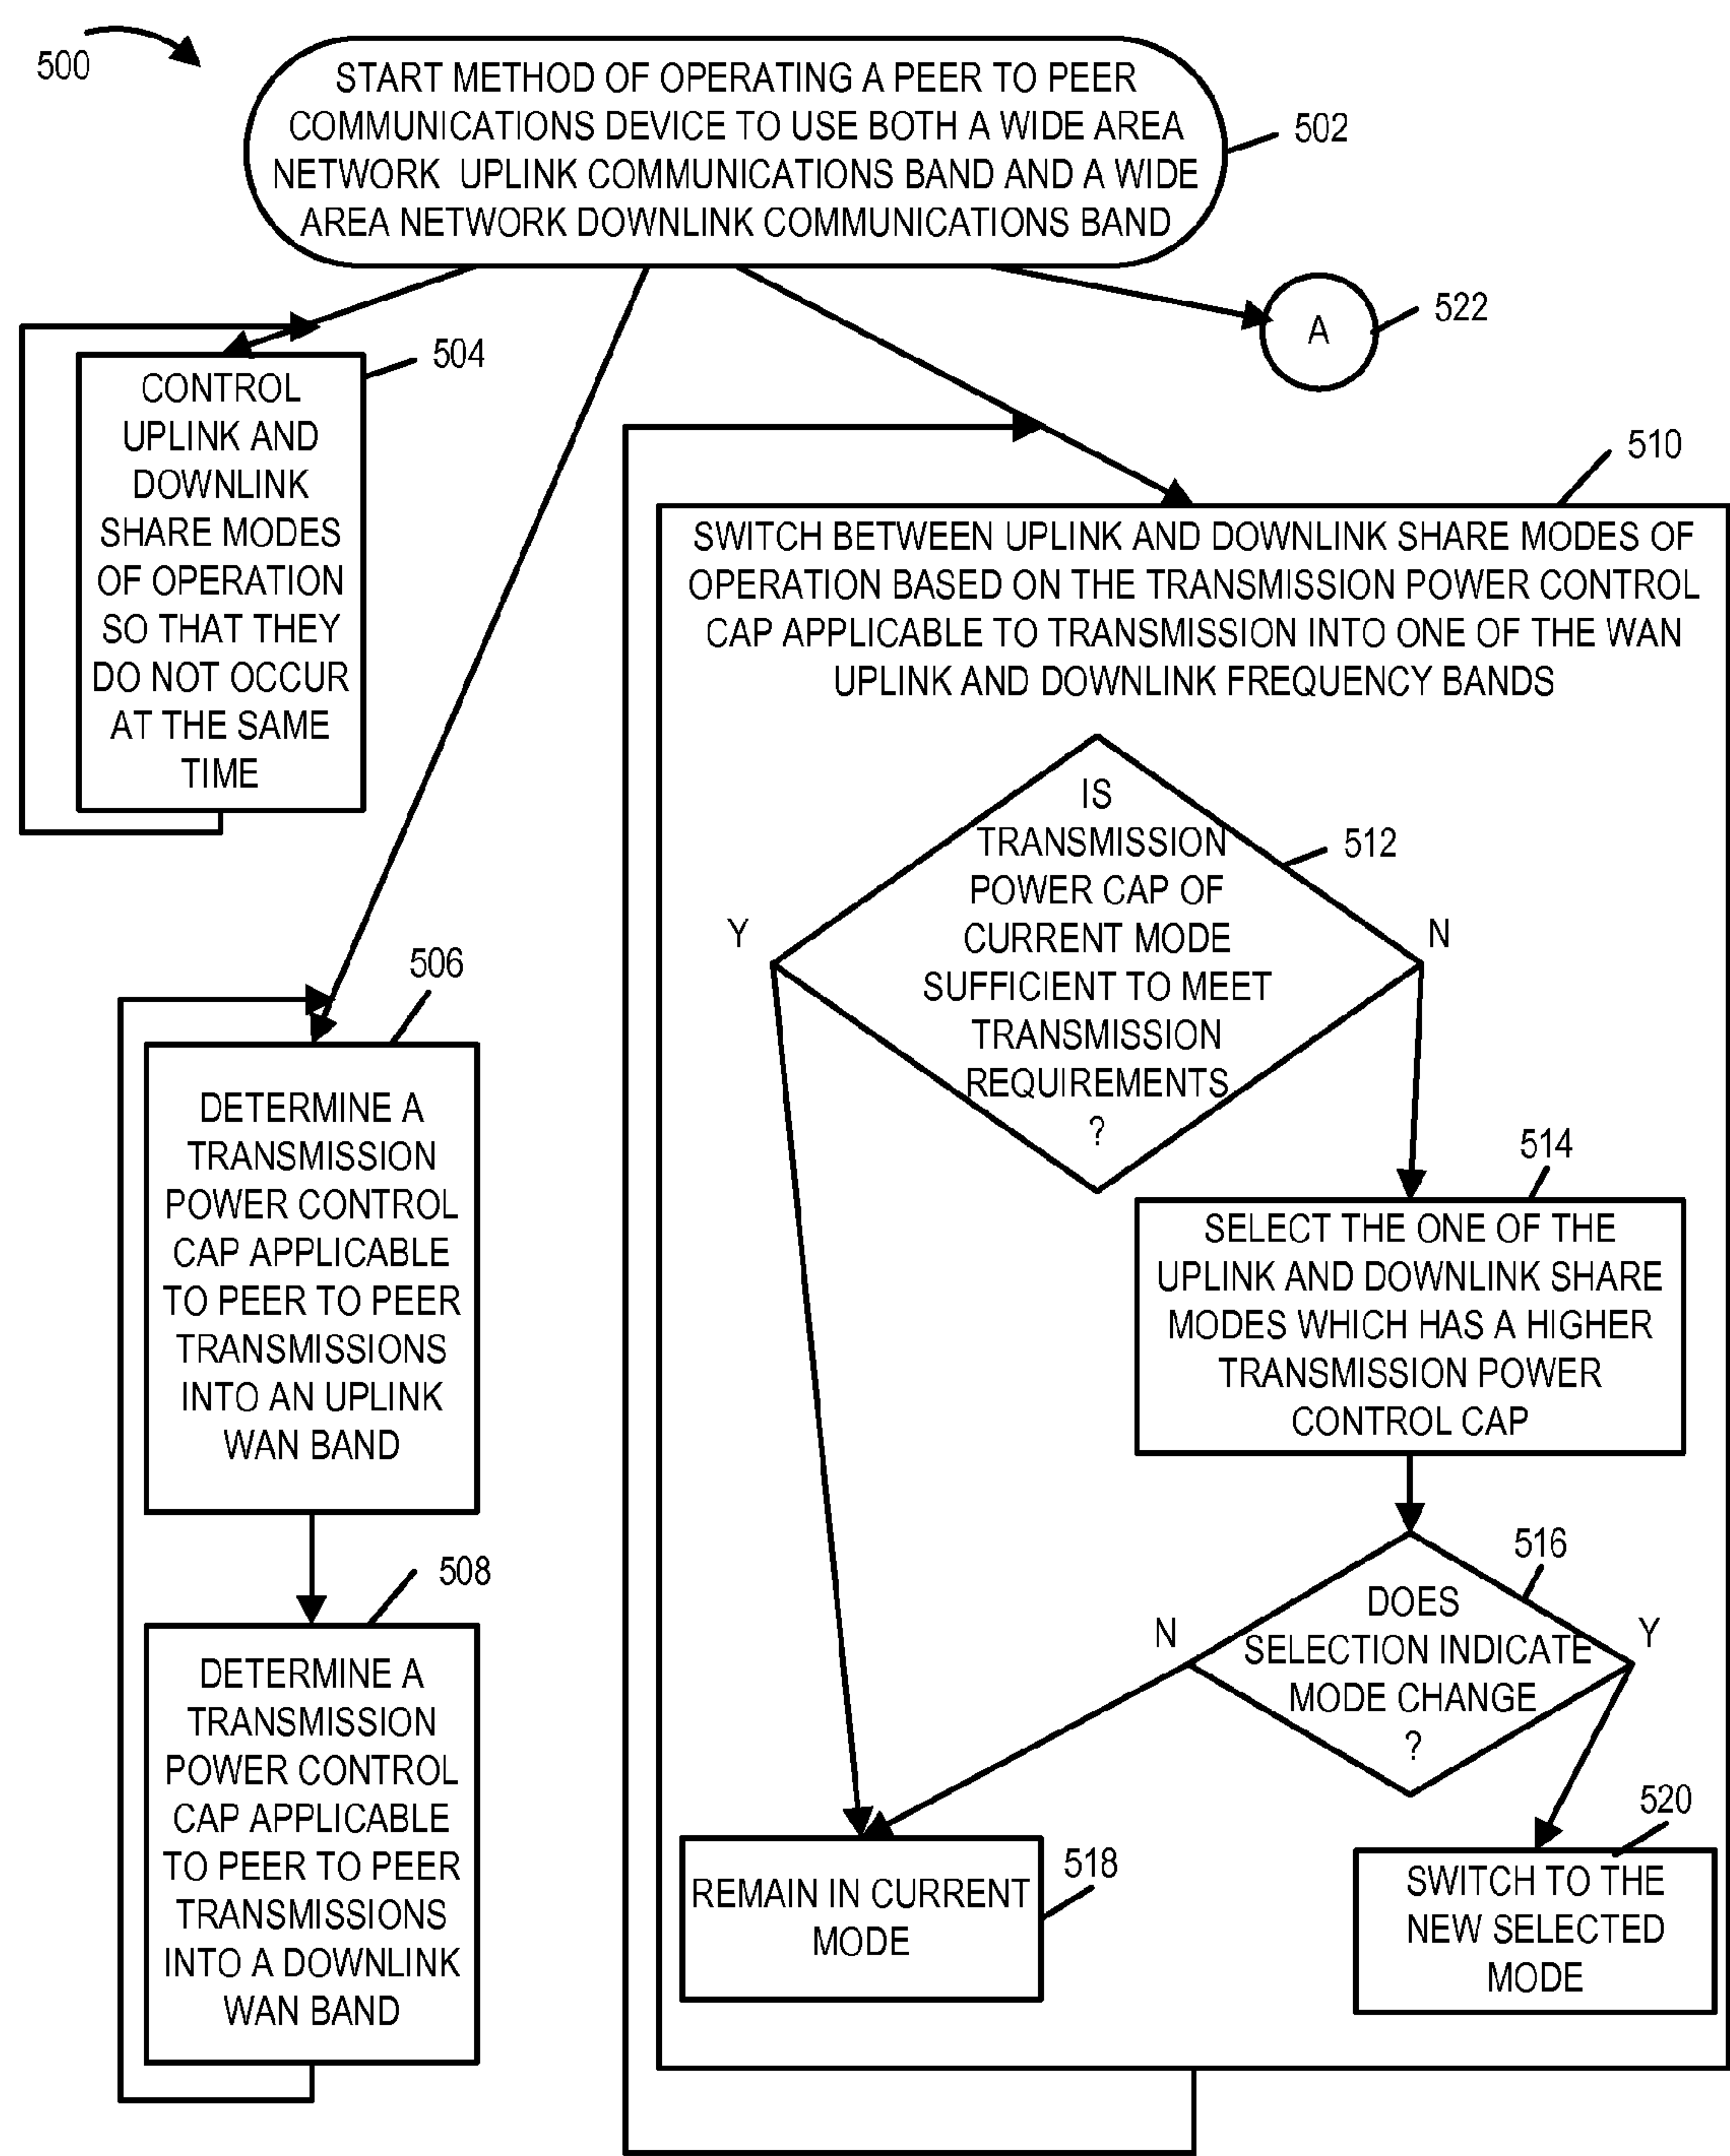 500
START METHOD OF OPERATING A PEER TO PEER
COMMUNICATIONS DEVICE TO USE BOTH A WIDE AREA
NETWORK UPLINK COMMUNICATIONS BAND AND A WIDE
AREA NETWORK DOWNLINK COMMUNICATIONS BAND
502
A
522
504
CONTROL
UPLINK AND
DOWNLINK
SHARE MODES
OF OPERATION
SO THAT THEY
DO NOT OCCUR
AT THE SAME
TIME
506
DETERMINE A
TRANSMISSION
POWER CONTROL
CAP APPLICABLE
TO PEER TO PEER
TRANSMISSIONS
INTO AN UPLINK
WAN BAND
508
DETERMINE A
TRANSMISSION
POWER CONTROL
CAP APPLICABLE
TO PEER TO PEER
TRANSMISSIONS
INTO A DOWNLINK
WAN BAND
510
SWITCH BETWEEN UPLINK AND DOWNLINK SHARE MODES OF
OPERATION BASED ON THE TRANSMISSION POWER CONTROL
CAP APPLICABLE TO TRANSMISSION INTO ONE OF THE WAN
UPLINK AND DOWNLINK FREQUENCY BANDS
IS
TRANSMISSION
POWER CAP OF
CURRENT MODE
SUFFICIENT TO MEET
TRANSMISSION
REQUIREMENTS
?
512
Y
N
514
SELECT THE ONE OF THE
UPLINK AND DOWNLINK SHARE
MODES WHICH HAS A HIGHER
TRANSMISSION POWER
CONTROL CAP
516
DOES
SELECTION INDICATE
MODE CHANGE
?
N
Y
518
REMAIN IN CURRENT
MODE
520
SWITCH TO THE
NEW SELECTED
MODE